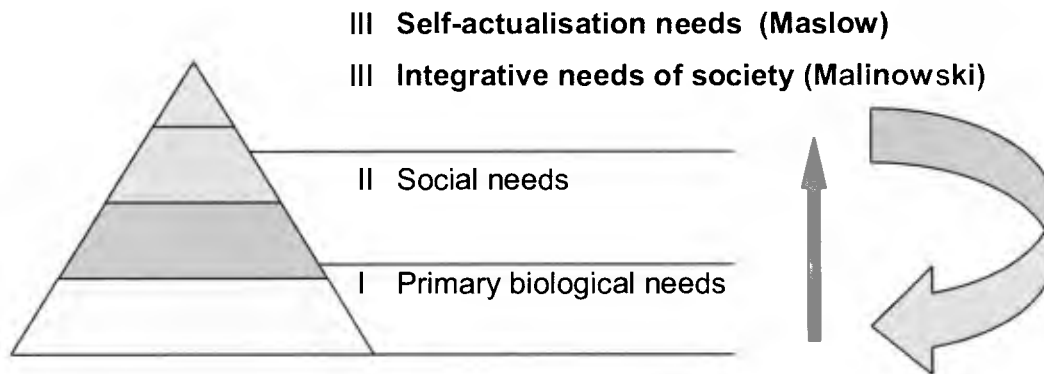 III Self-actualisation needs (Maslow)
III Integrative needs of society (Malinowski)
II Social needs
I Primary biological needs